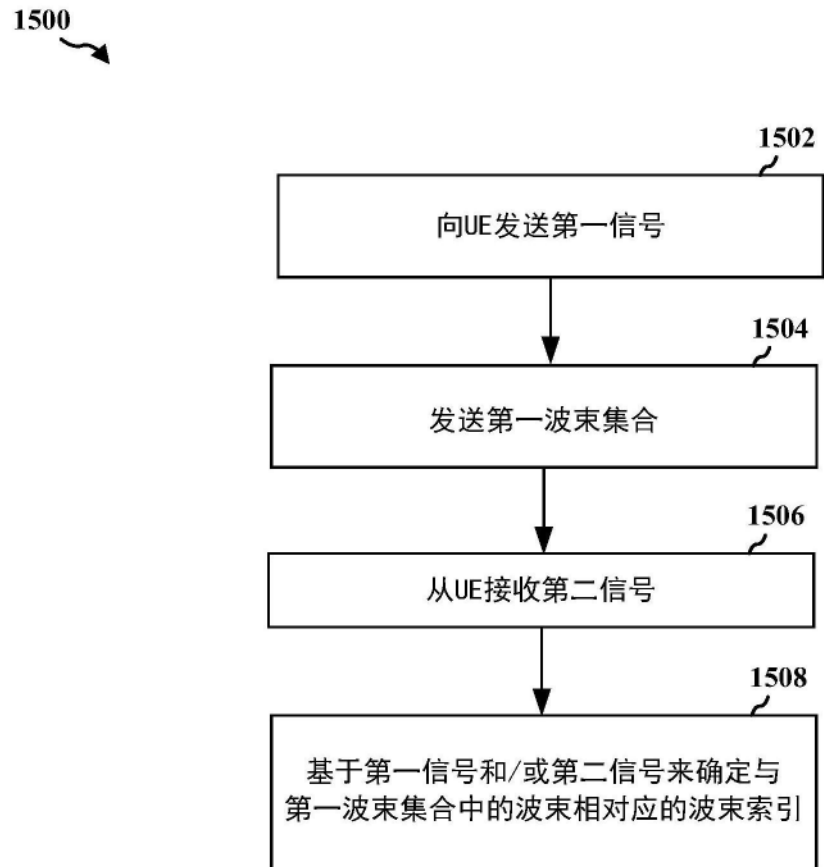 1500
1502
向UE发送第一信号
1504
发送第一波束集合
1506
从UE接收第二信号
1508
基于第一信号和/或第二信号来确定与
第一波束集合中的波束相对应的波束索引